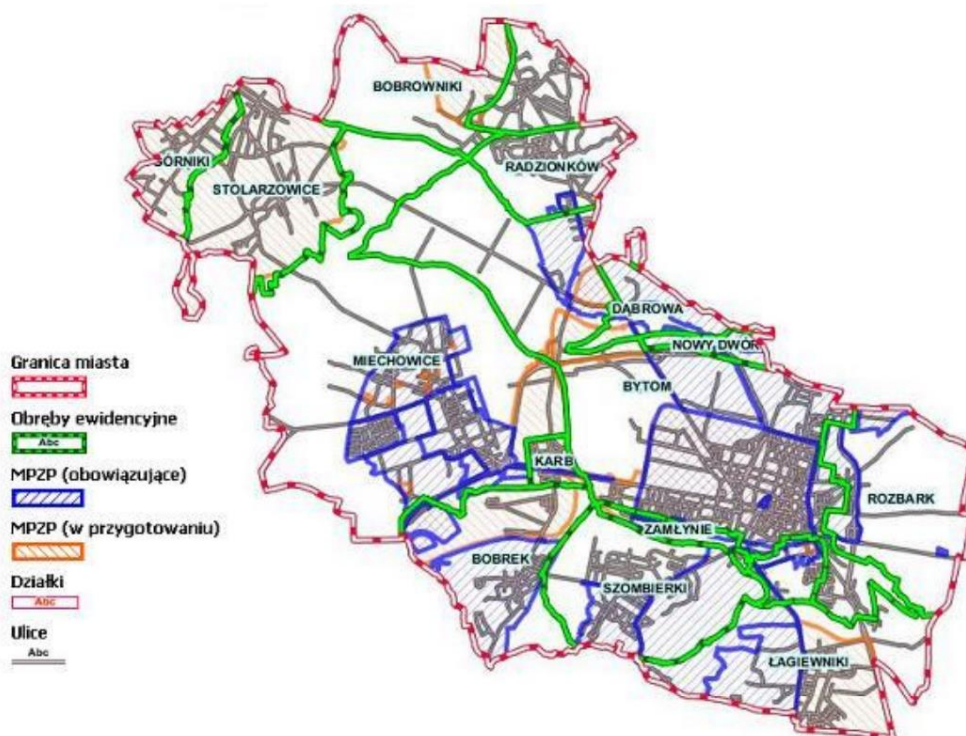 BOBROWNIKI
GÓRNIKI
RADZIONKÓW
STOLARZOWICE
DĄBROWA
NOWY DWÓR
MIECHOWICE
BYTOM
KARB
ROZBARK
ZAMŁYNIE
BOBREK
SZOMBIERKI
ŁAGIEWNIKI
Granica miasta
Obręby ewidencyjne
Abc
MPZP (obowiązujące)
MPZP (w przygotowaniu)
Działki
Abc
Ulice
Abc